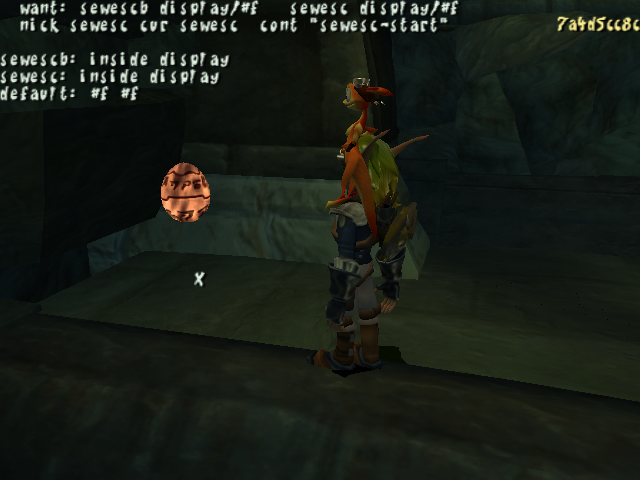 want: sewescb display/#f sewesc display/#f
nick sewesc cur sewesc cont "sewesc-start"
7a4d5cc8c
sewescb: inside display
sewesc: inside display
default: #f #f
x